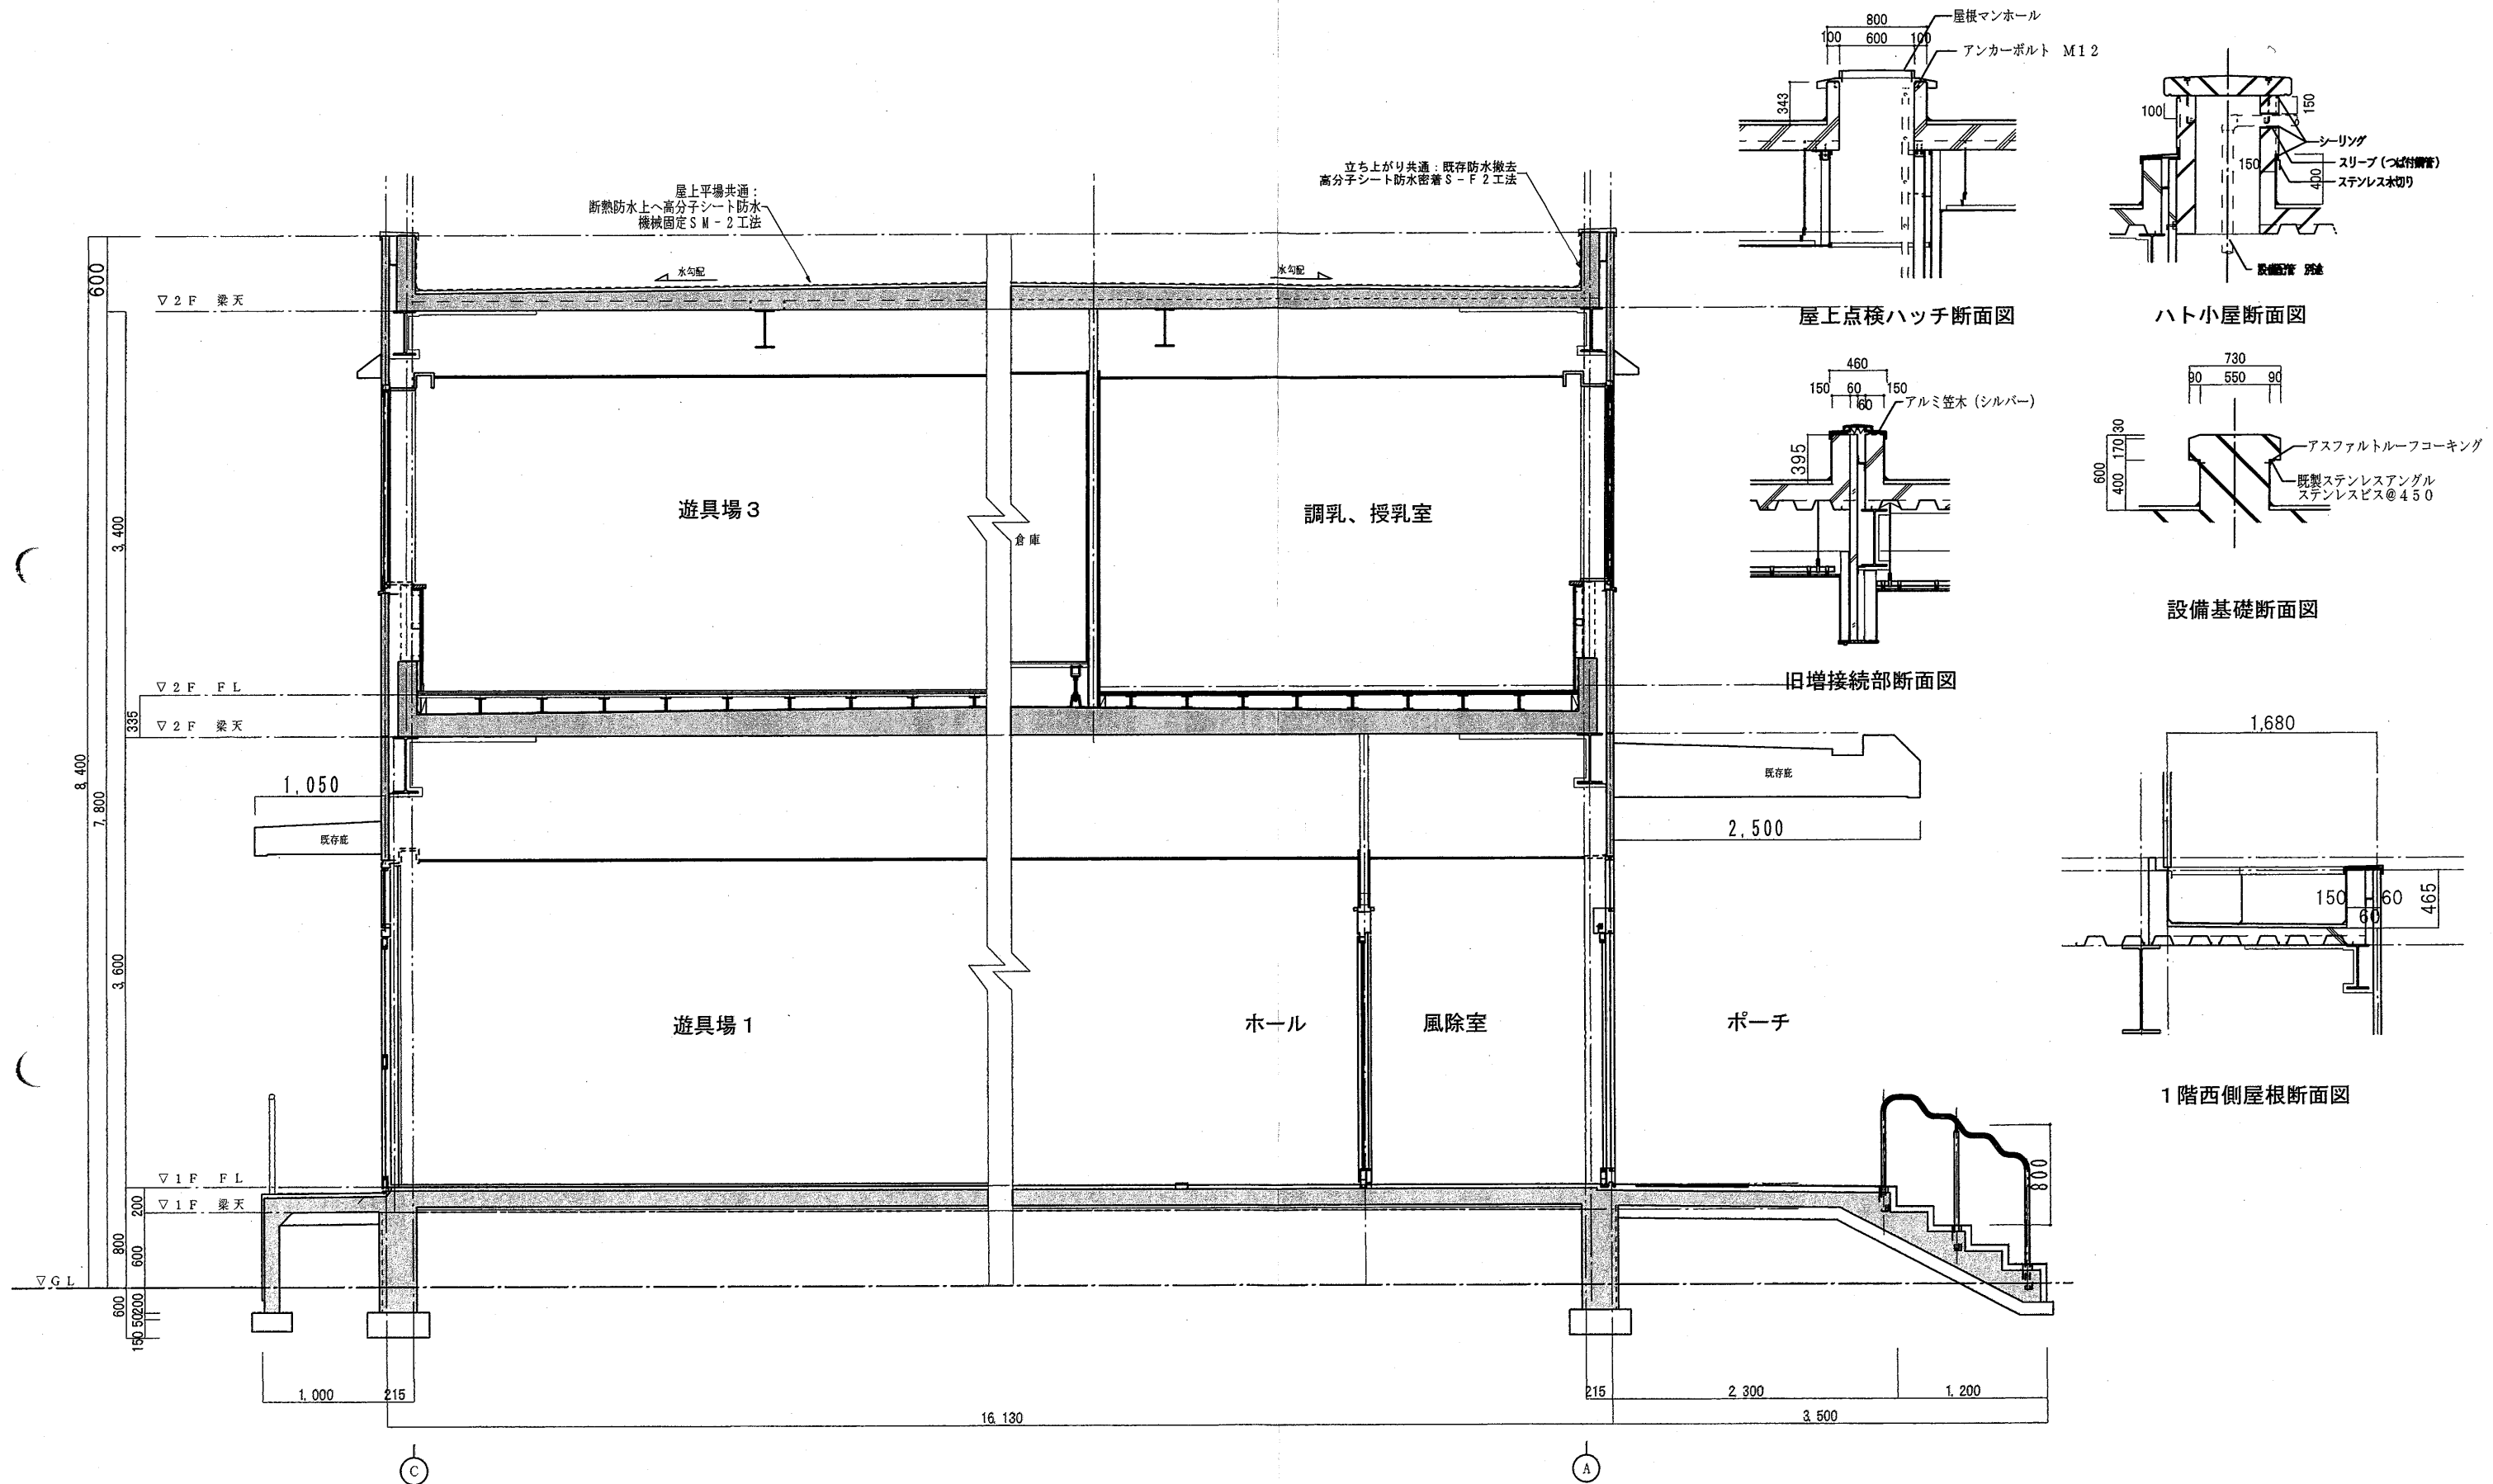 屋上平場共通：
断熱防水上へ高分子シート防水
機械固定ＳＭ－２工法
立ち上がり共通：既存防水撤去
高分子シート防水密着Ｓ－Ｆ２工法
水勾配
水勾配
600
▽２Ｆ 梁天
3,400
遊具場３
倉庫
調乳、授乳室
▽２Ｆ ＦＬ
335
▽２Ｆ 梁天
8,400
7,800
1,050
既存庇
既存庇
2,500
3,600
遊具場１
ホール
風除室
ポーチ
800
▽１Ｆ ＦＬ
200
▽１Ｆ 梁天
800
600
▽ＧＬ
600
200
50
150
1,000
215
215
2,300
1,200
16,130
3,500
C
A
800
100
600
100
屋根マンホール
アンカーボルト Ｍ１２
343
屋上点検ハッチ断面図
100
150
シーリング
150
スリーブ（つば付鋼管）
400
ステンレス水切り
設備配管 別途
ハト小屋断面図
460
150
60
150
60
アルミ笠木（シルバー）
395
旧増接続部断面図
730
90
550
90
30
170
600
400
アスファルトルーフコーキング
既製ステンレスアングル
ステンレスビス＠４５０
設備基礎断面図
1,680
150
60
60
465
１階西側屋根断面図